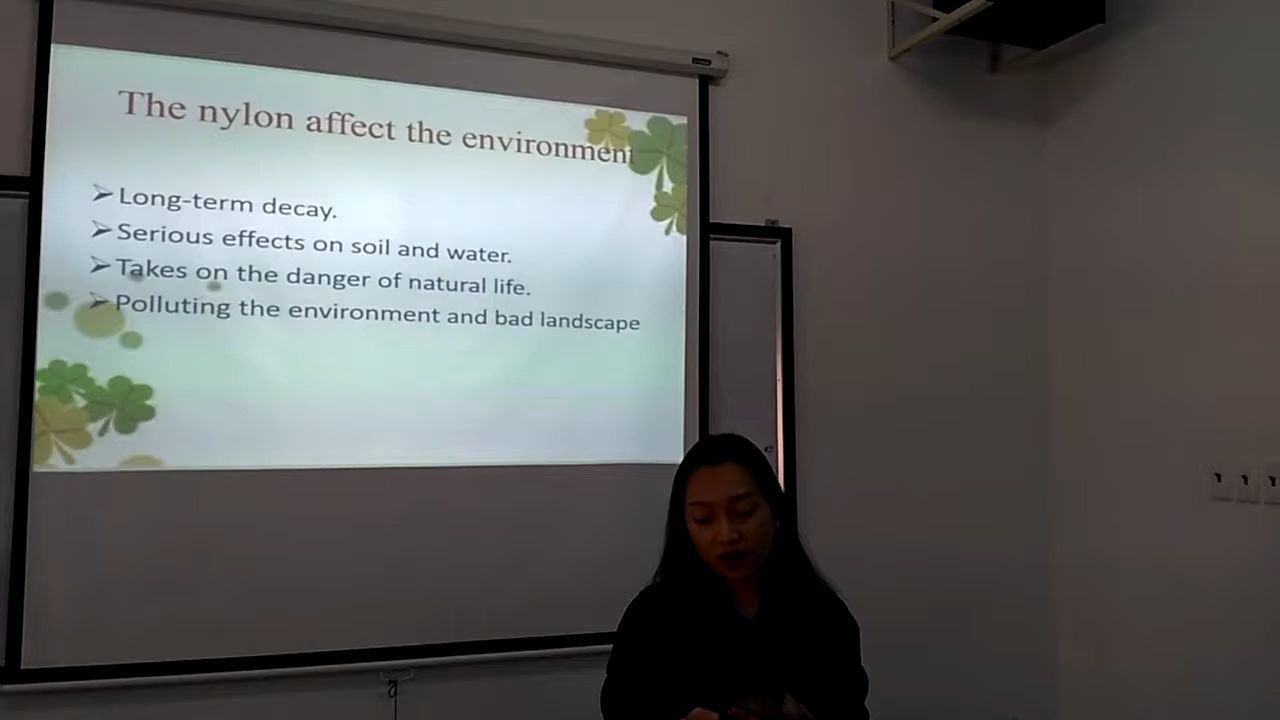 The nylon affect the environment
➢Long-term decay.
➢Serious effects on soil and water.
➢Takes on the danger of natural life.
➢Polluting the environment and bad landscape